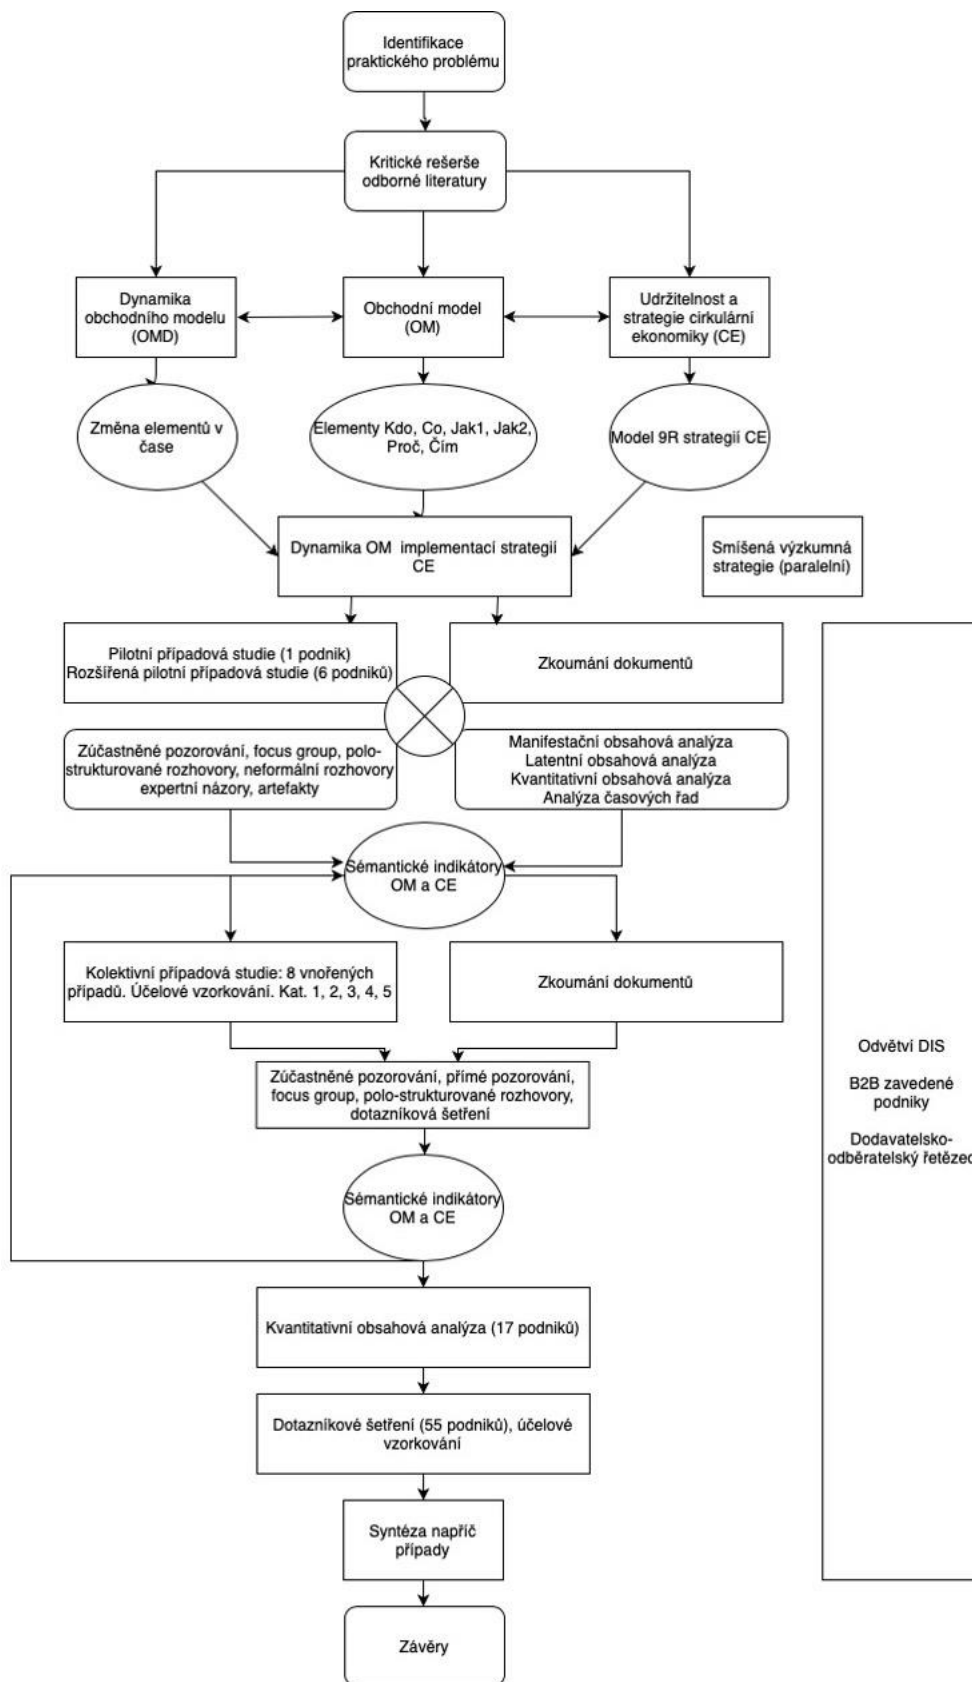 Identifikace
praktického problému
Kritické rešerše
odborné literatury
Dynamika
obchodního modelu
(OMD)
Obchodní model
(OM)
Udržitelnost a
strategie cirkulární
ekonomiky (CE)
Změna elementů v
čase
Elementy Kdo, Co, Jak1, Jak2,
Proč, Čím
Model 9R strategií CE
Dynamika OM implementací strategií
CE
Smíšená výzkumná
strategie (paralelní)
Pilotní případová studie (1 podnik)
Rozšířená pilotní případová studie (6 podniků)
Zkoumání dokumentů
Zúčastněné pozorování, focus group, polo-
strukturované rozhovory, neformální rozhovory
expertní názory, artefakty
Manifestační obsahová analýza
Latentní obsahová analýza
Kvantitativní obsahová analýza
Analýza časových řad
Sémantické indikátory
OM a CE
Kolektivní případová studie: 8 vnořených
případů. Účelové vzorkování. Kat. 1, 2, 3, 4, 5
Zkoumání dokumentů
Zúčastněné pozorování, přímé pozorování,
focus group, polo-strukturované rozhovory,
dotazníková šetření
Sémantické indikátory
OM a CE
Kvantitativní obsahová analýza (17 podniků)
Dotazníkové šetření (55 podniků), účelové
vzorkování
Syntéza napříč
případy
Závěry
Odvětví DIS
B2B zavedené
podniky
Dodavatelsko-
odběratelský řetězec